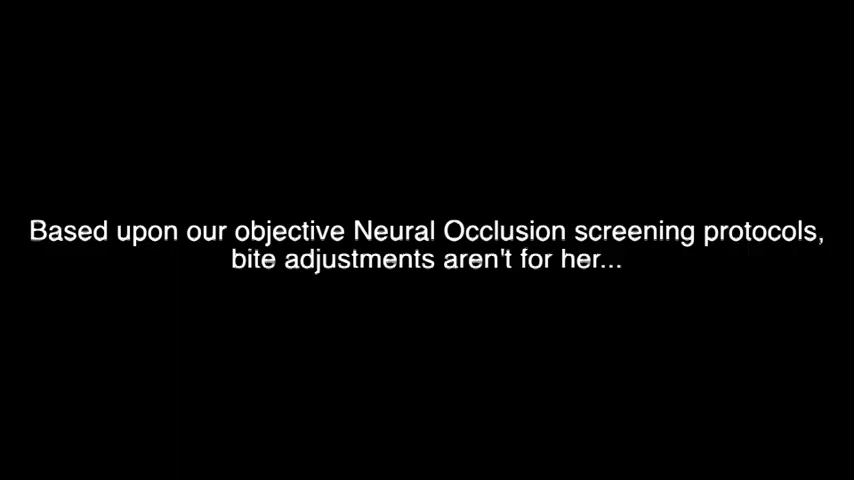 Based upon our objective Neural Occlusion screening protocols,
bite adjustments aren't for her...